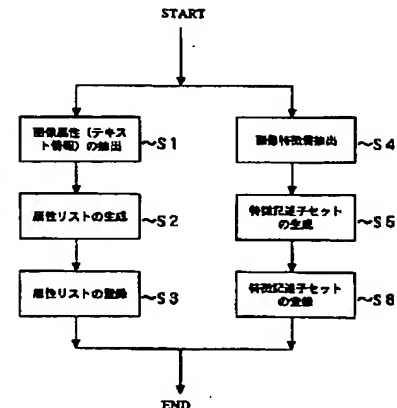 START
画像属性（テキス
ト情報）の抽出
~S1
属性リストの生成
~S2
属性リストの登録
~S3
画像特徴量抽出
~S4
特徴記述子セット
の生成
~S5
特徴記述子セット
の登録
~S6
END